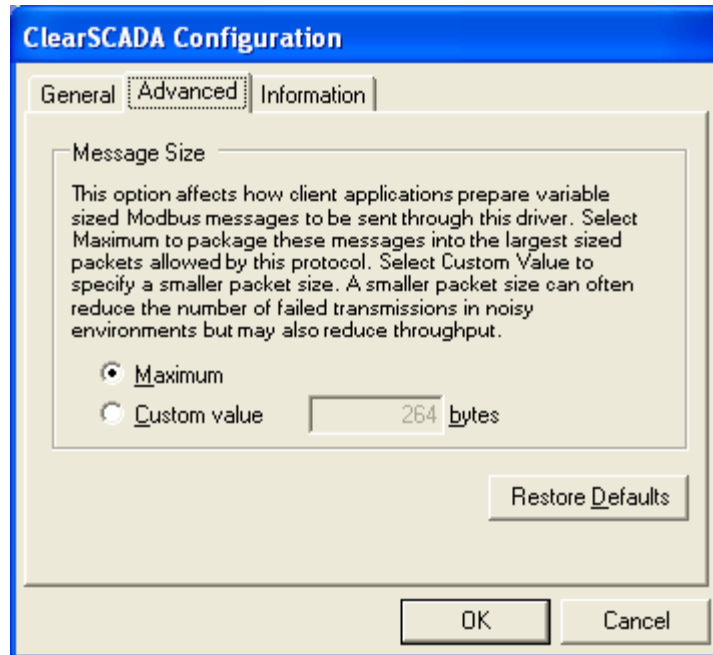 ClearSCADA Configuration
General Advanced Information
Message Size
This option affects how client applications prepare variable
sized Modbus messages to be sent through this driver. Select
Maximum to package these messages into the largest sized
packets allowed by this protocol. Select Custom Value to
specify a smaller packet size. A smaller packet size can often
reduce the number of failed transmissions in noisy
environments but may also reduce throughput.
Maximum
Custom value 264 bytes
Restore Defaults
OK Cancel